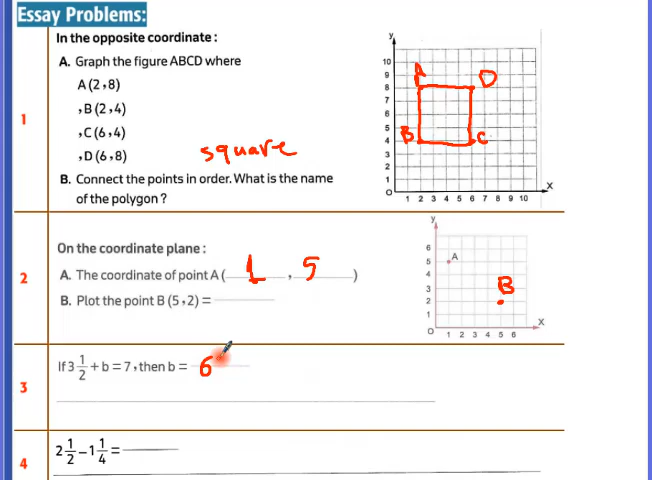 Essay Problems:
In the opposite coordinate :
A. Graph the figure ABCD where
A (2 , 8)
, B (2 , 4)
1
, C (6 , 4)
, D (6 , 8)
square
B. Connect the points in order. What is the name
of the polygon ?
y
10
9
8
7
6
5
4
3
2
1
O
1 2 3 4 5 6 7 8 9 10
X
A
D
B
C
On the coordinate plane :
2
A. The coordinate of point A ( 1 , 5 )
B. Plot the point B (5 , 2) =
y
6
5
4
3
2
1
O
1 2 3 4 5 6
X
A
B
If 3 1/2 + b = 7 , then b = 6
3
4
2 1/2 – 1 1/4 =